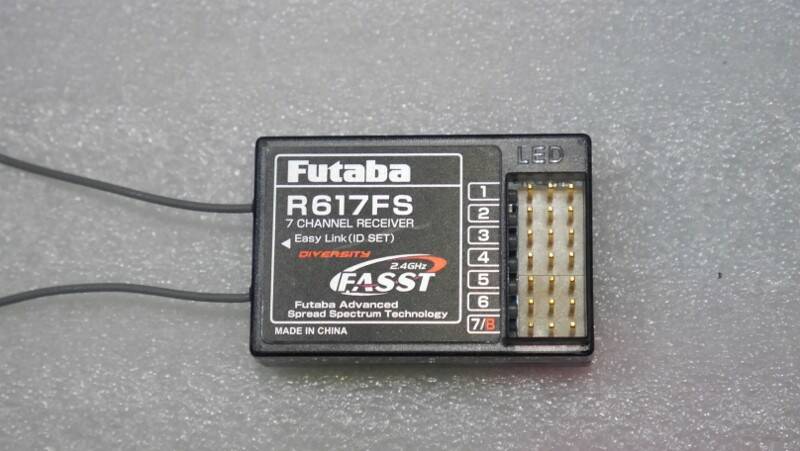 LED
Futaba
R617FS
7 CHANNEL RECEIVER
Easy Link (ID SET)
DIVERSITY
2.4GHz
FASST
Futaba Advanced
Spread Spectrum Technology
MADE IN CHINA
1
2
3
4
5
6
7/B